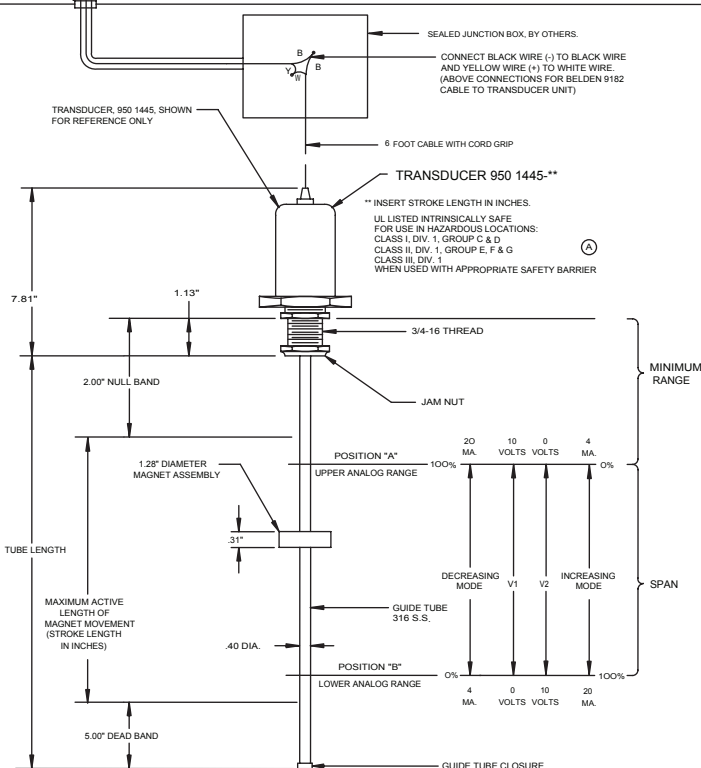 SEALED JUNCTION BOX, BY OTHERS.
B
Y
B
W
CONNECT BLACK WIRE (-) TO BLACK WIRE
AND YELLOW WIRE (+) TO WHITE WIRE.
(ABOVE CONNECTIONS FOR BELDEN 9182
CABLE TO TRANSDUCER UNIT)
TRANSDUCER, 950 1445, SHOWN
FOR REFERENCE ONLY
6 FOOT CABLE WITH CORD GRIP
TRANSDUCER 950 1445-**
** INSERT STROKE LENGTH IN INCHES.
UL LISTED INTRINSICALLY SAFE
FOR USE IN HAZARDOUS LOCATIONS:
CLASS I, DIV. 1, GROUP C & D
CLASS II, DIV. 1, GROUP E, F & G
CLASS III, DIV. 1
WHEN USED WITH APPROPRIATE SAFETY BARRIER
A
7.81"
1.13"
3/4-16 THREAD
2.00" NULL BAND
JAM NUT
MINIMUM
RANGE
POSITION "A"
UPPER ANALOG RANGE
100%
20
MA.
10
VOLTS
0
VOLTS
4
MA.
0%
1.28" DIAMETER
MAGNET ASSEMBLY
.31"
TUBE LENGTH
MAXIMUM ACTIVE
LENGTH OF
MAGNET MOVEMENT
(STROKE LENGTH
IN INCHES)
DECREASING
MODE
V1
V2
INCREASING
MODE
SPAN
GUIDE TUBE
316 S.S.
.40 DIA.
POSITION "B"
LOWER ANALOG RANGE
0%
100%
4
MA.
0
VOLTS
10
VOLTS
20
MA.
5.00" DEAD BAND
GUIDE TUBE CLOSURE